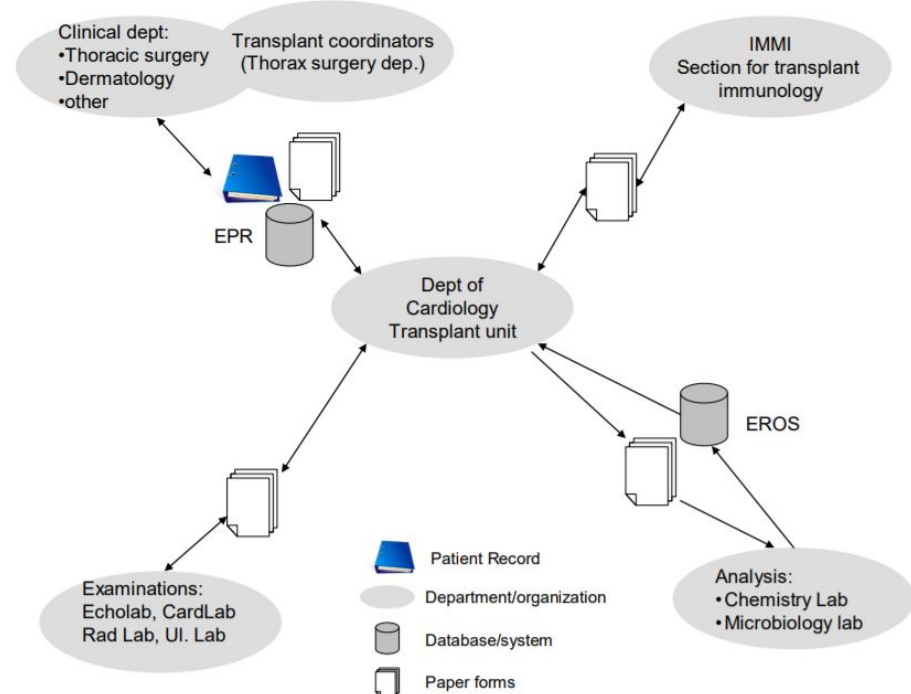 Clinical dept:
•Thoracic surgery
•Dermatology
•other
Transplant coordinators
(Thorax surgery dep.)
IMMI
Section for transplant
immunology
EPR
Dept of
Cardiology
Transplant unit
EROS
Examinations:
Echolab, CardLab
Rad Lab, UI. Lab
Analysis:
•Chemistry Lab
•Microbiology lab
Patient Record
Department/organization
Database/system
Paper forms